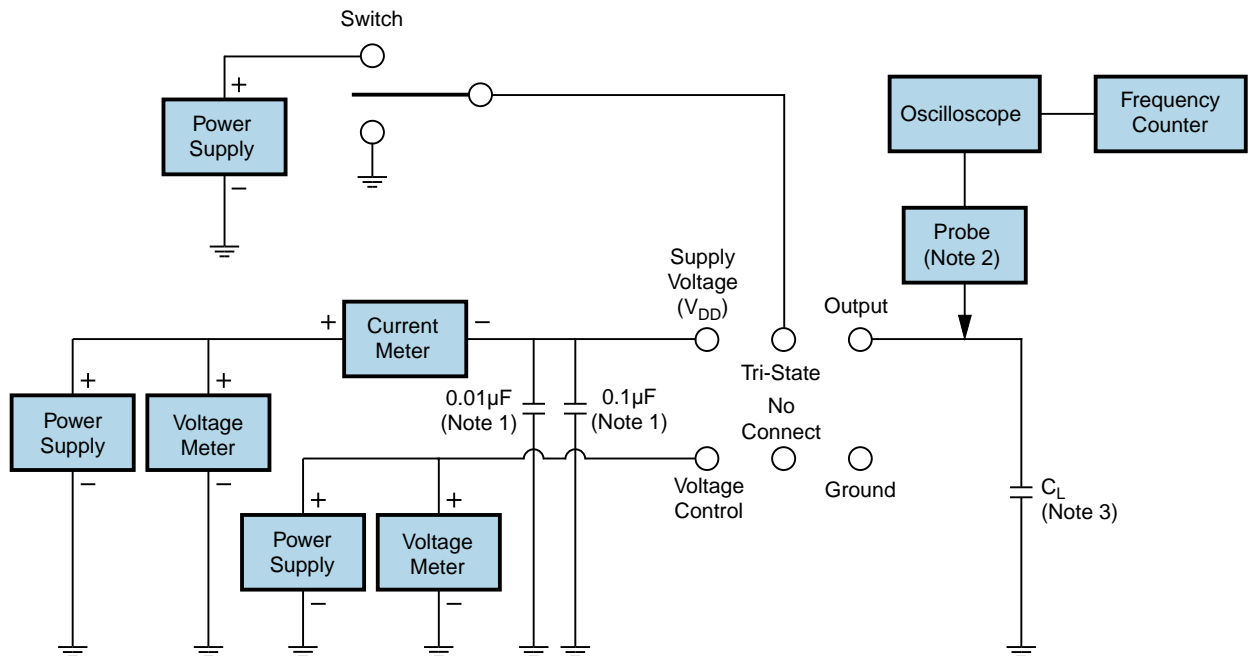 Switch
+
Power
Supply
−
Oscilloscope
Frequency
Counter
Probe
(Note 2)
Supply
Voltage
(VDD)
Output
+
Current
Meter
−
Tri-State
No
Connect
+
Power
Supply
−
+
Voltage
Meter
−
0.01µF
(Note 1)
0.1µF
(Note 1)
Voltage
Control
Ground
+
Power
Supply
−
+
Voltage
Meter
−
CL
(Note 3)